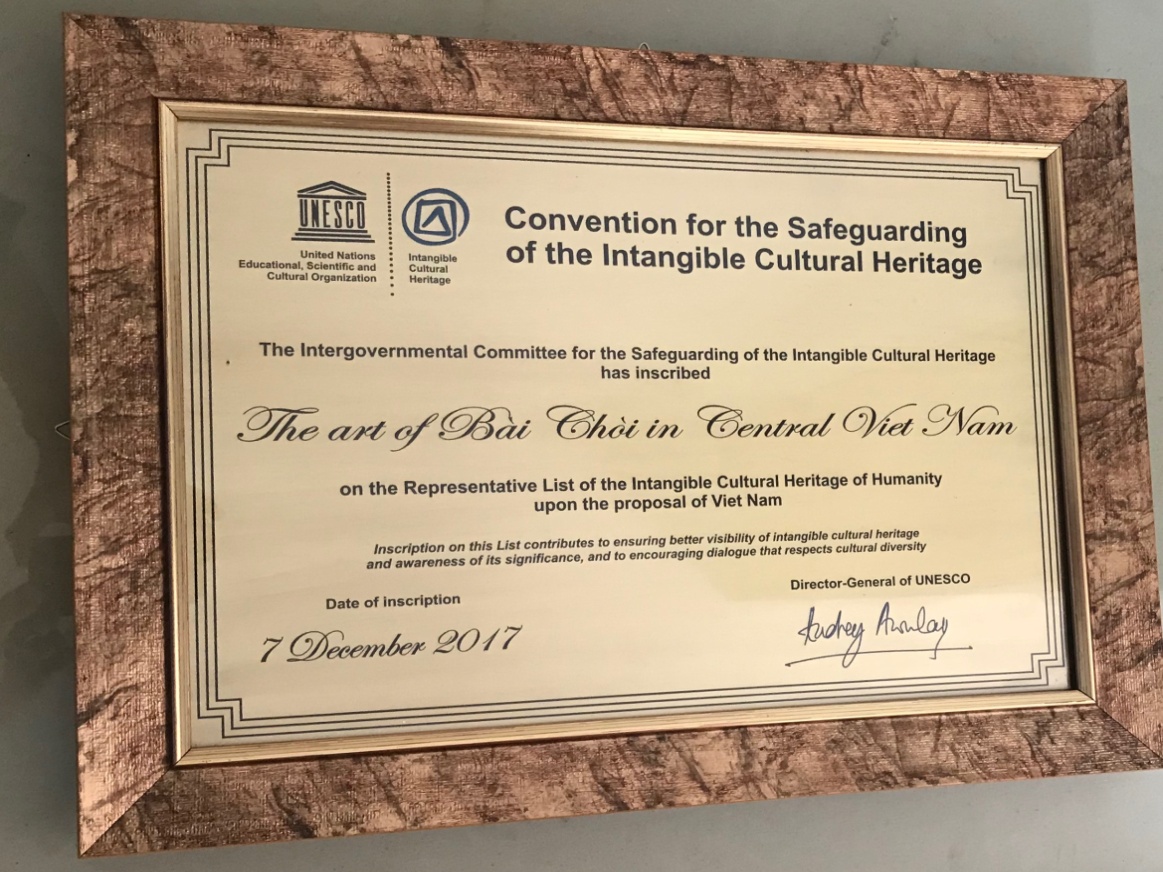 UNESCO
United Nations
Educational, Scientific and
Cultural Organization
Intangible
Cultural
Heritage
Convention for the Safeguarding
of the Intangible Cultural Heritage
The Intergovernmental Committee for the Safeguarding of the Intangible Cultural Heritage
has inscribed
The art of Bài Chòi in Central Viet Nam
on the Representative List of the Intangible Cultural Heritage of Humanity
upon the proposal of Viet Nam
Inscription on this List contributes to ensuring better visibility of intangible cultural heritage
and awareness of its significance, and to encouraging dialogue that respects cultural diversity
Date of inscription
7 December 2017
Director-General of UNESCO
Audrey Azoulay